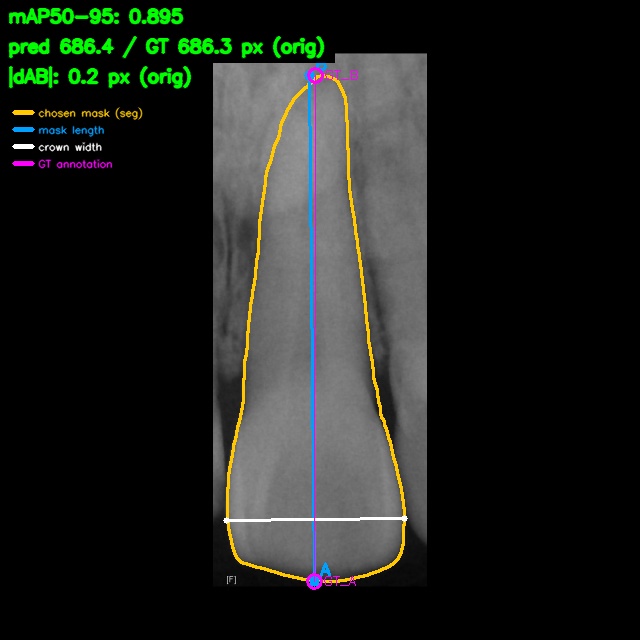 mAP50-95: 0.895
pred 686.4 / GT 686.3 px (orig)
|dAB|: 0.2 px (orig)
chosen mask (seg)
mask length
crown width
GT annotation
A
GT_A
[F]